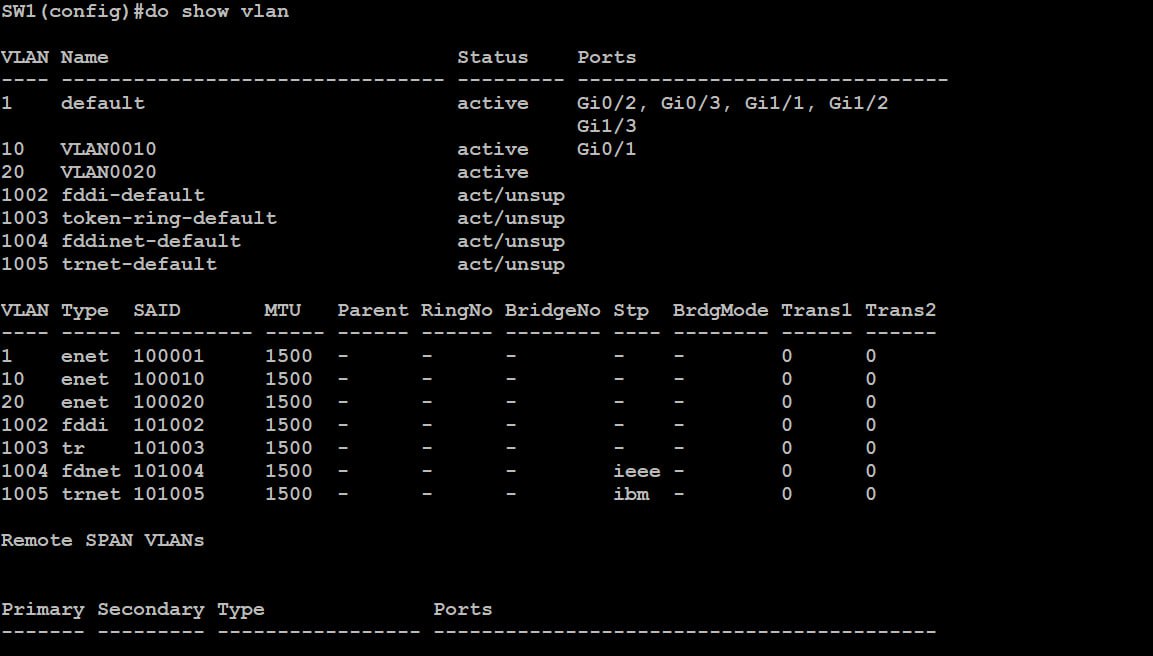 SW1(config)#do show vlan
VLAN Name                             Status    Ports
---- -------------------------------- --------- -------------------------------
1    default                          active    Gi0/2, Gi0/3, Gi1/1, Gi1/2
                                                Gi1/3
10   VLAN0010                         active    Gi0/1
20   VLAN0020                         active
1002 fddi-default                     act/unsup
1003 token-ring-default               act/unsup
1004 fddinet-default                  act/unsup
1005 trnet-default                    act/unsup
VLAN Type  SAID       MTU   Parent RingNo BridgeNo Stp  BrdgMode Trans1 Trans2
---- ----- ---------- ----- ------ ------ -------- ---- -------- ------ ------
1    enet  100001     1500  -      -      -        -    -        0      0
10   enet  100010     1500  -      -      -        -    -        0      0
20   enet  100020     1500  -      -      -        -    -        0      0
1002 fddi  101002     1500  -      -      -        -    -        0      0
1003 tr    101003     1500  -      -      -        -    -        0      0
1004 fdnet 101004     1500  -      -      -        ieee -        0      0
1005 trnet 101005     1500  -      -      -        ibm  -        0      0
Remote SPAN VLANs
Primary Secondary Type              Ports
------- --------- ----------------- ------------------------------------------